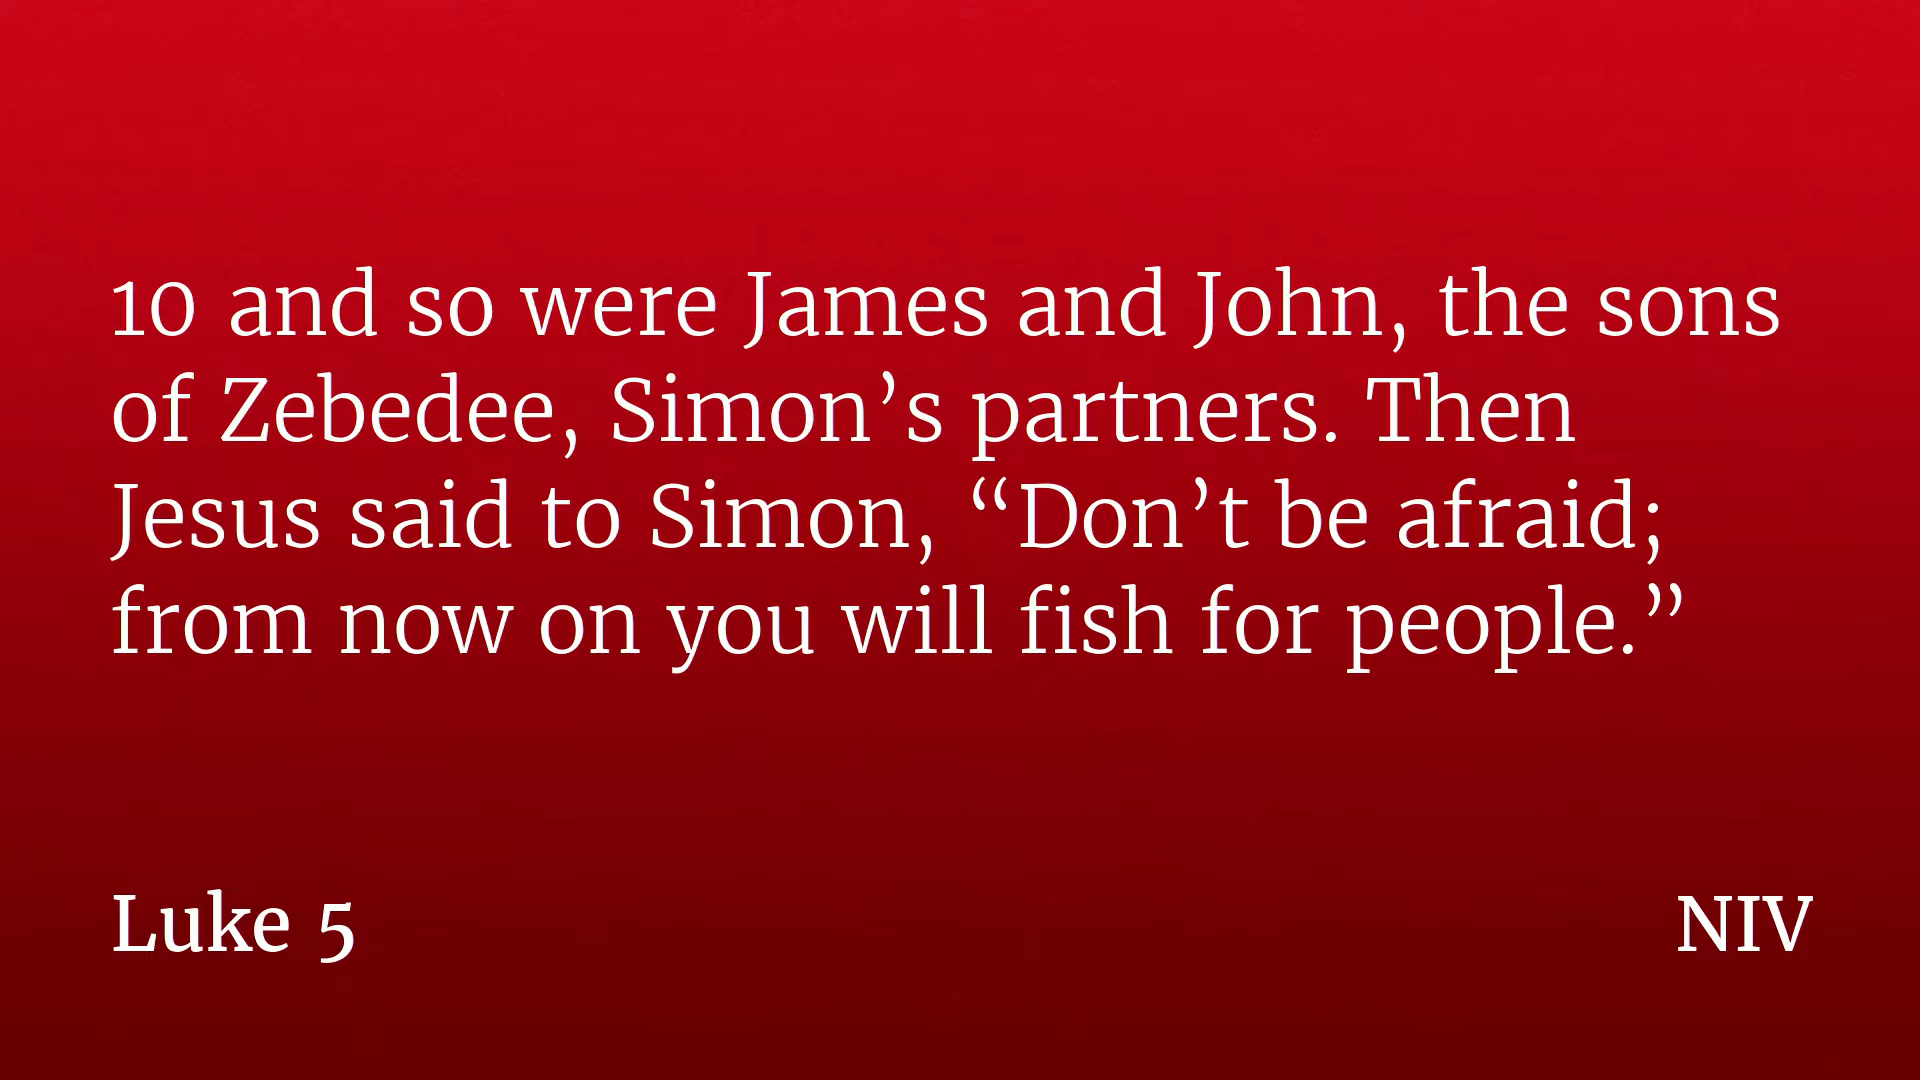 10 and so were James and John, the sons
of Zebedee, Simon’s partners. Then
Jesus said to Simon, “Don’t be afraid;
from now on you will fish for people.”
Luke 5
NIV